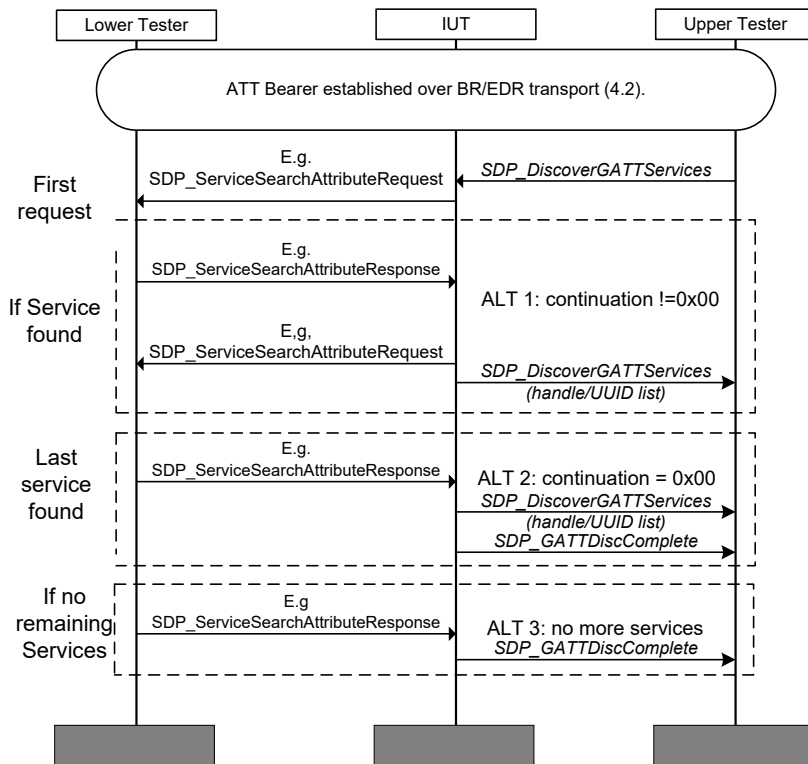 Lower Tester
IUT
Upper Tester
ATT Bearer established over BR/EDR transport (4.2).
First
request
E.g.
SDP_ServiceSearchAttributeRequest
SDP_DiscoverGATTServices
If Service
found
E.g.
SDP_ServiceSearchAttributeResponse
ALT 1: continuation !=0x00
E,g,
SDP_ServiceSearchAttributeRequest
SDP_DiscoverGATTServices
(handle/UUID list)
Last
service
found
E.g.
SDP_ServiceSearchAttributeResponse
ALT 2: continuation = 0x00
SDP_DiscoverGATTServices
(handle/UUID list)
SDP_GATTDiscComplete
If no
remaining
Services
E.g
SDP_ServiceSearchAttributeResponse
ALT 3: no more services
SDP_GATTDiscComplete